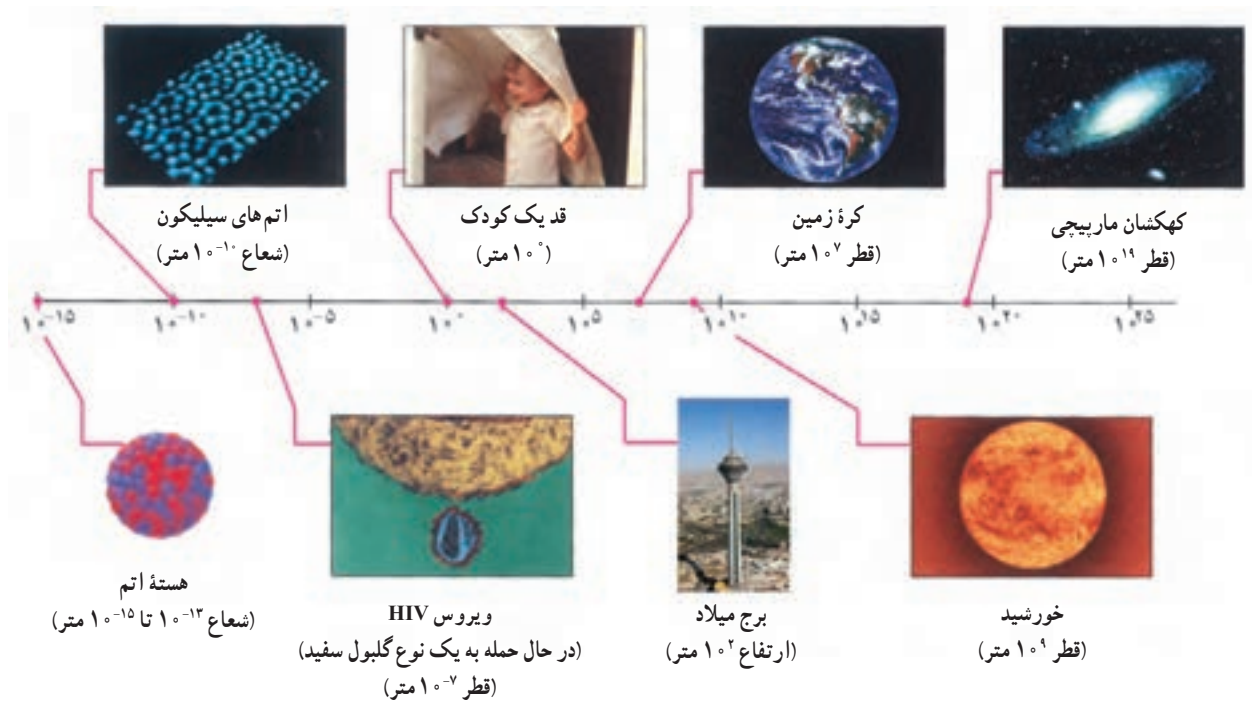 اتم‌های سیلیکون
(شعاع ۱۰⁻¹⁰ متر)
قد یک کودک
(۱۰⁰ متر)
کرهٔ زمین
(قطر ۱۰⁷ متر)
کهکشان مارپیچی
(قطر ۱۰¹⁹ متر)
۱۰⁻¹⁵ ۱۰⁻¹⁰ ۱۰⁻⁵ ۱۰⁰ ۱۰⁵ ۱۰¹⁰ ۱۰¹⁵ ۱۰²⁰ ۱۰²⁵
هستهٔ اتم
(شعاع ۱۰⁻¹³ تا ۱۰⁻¹⁵ متر)
ویروس HIV
(در حال حمله به یک نوع گلبول سفید)
(قطر ۱۰⁻⁷ متر)
برج میلاد
(ارتفاع ۱۰² متر)
خورشید
(قطر ۱۰⁹ متر)